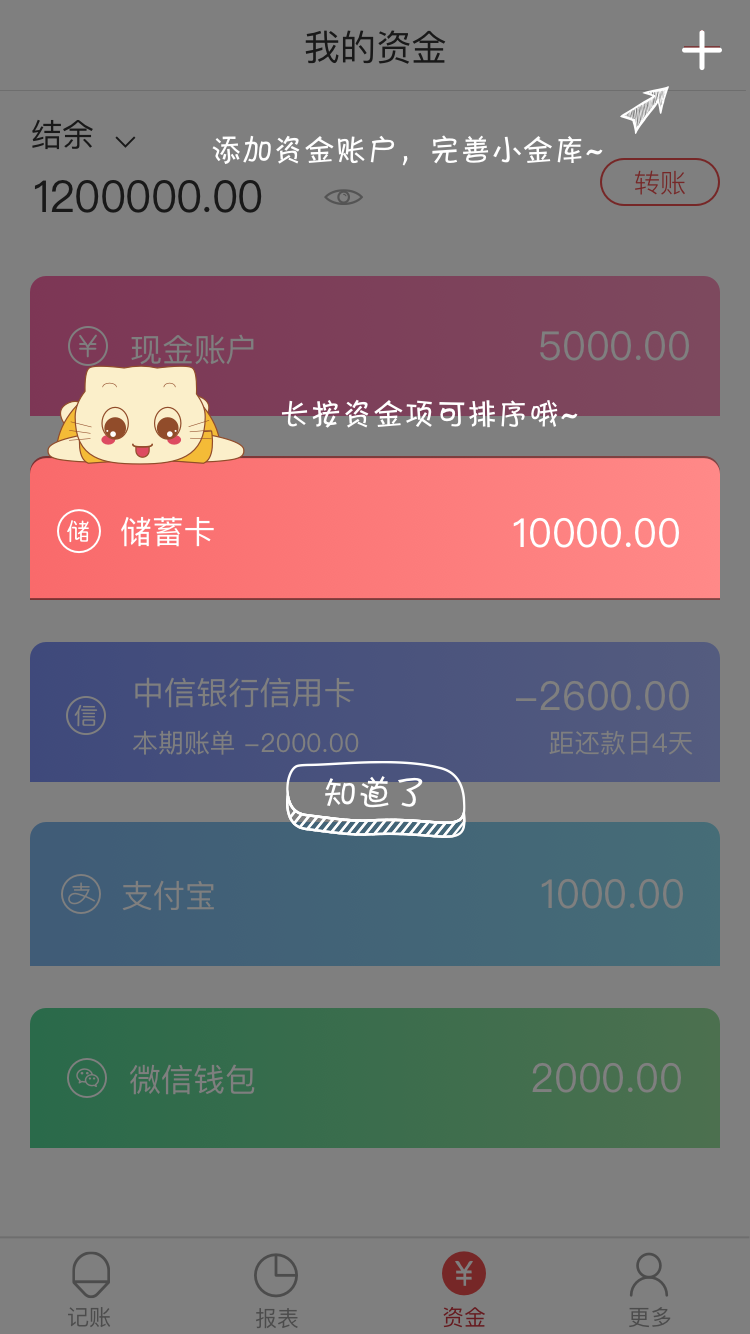 我的资金
结余
添加资金账户，完善小金库~
1200000.00
转账
¥ 现金账户 5000.00
长按资金项可排序哦~
储 储蓄卡 10000.00
中信银行信用卡 -2600.00
信
本期账单 -2000.00 距还款日4天
知道了
支 支付宝 1000.00
微信钱包 2000.00
¥
记账 报表 资金 更多